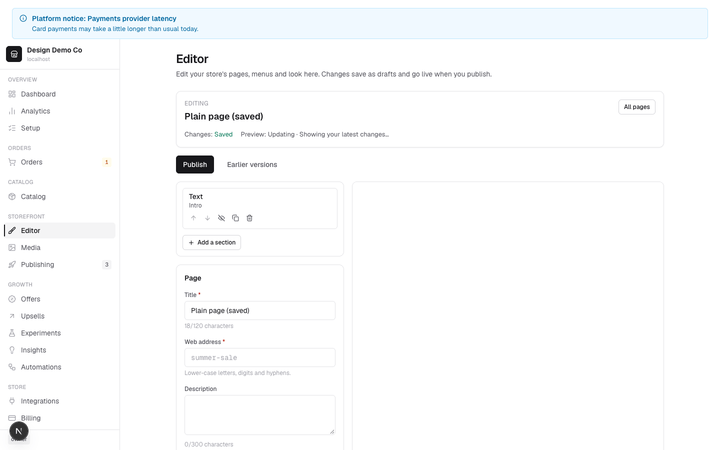 Platform notice: Payments provider latency
Card payments may take a little longer than usual today.
Design Demo Co
localhost
OVERVIEW
Dashboard
Analytics
Setup
ORDERS
Orders 1
CATALOG
Catalog
STOREFRONT
Editor
Media
Publishing 3
GROWTH
Offers
Upsells
Experiments
Insights
Automations
STORE
Integrations
Billing
N
Editor
Edit your store's pages, menus and look here. Changes save as drafts and go live when you publish.
EDITING
Plain page (saved)
All pages
Changes: Saved Preview: Updating · Showing your latest changes…
Publish Earlier versions
Text
Intro
Add a section
Page
Title *
Plain page (saved)
18/120 characters
Web address *
summer-sale
Lower-case letters, digits and hyphens.
Description
0/300 characters